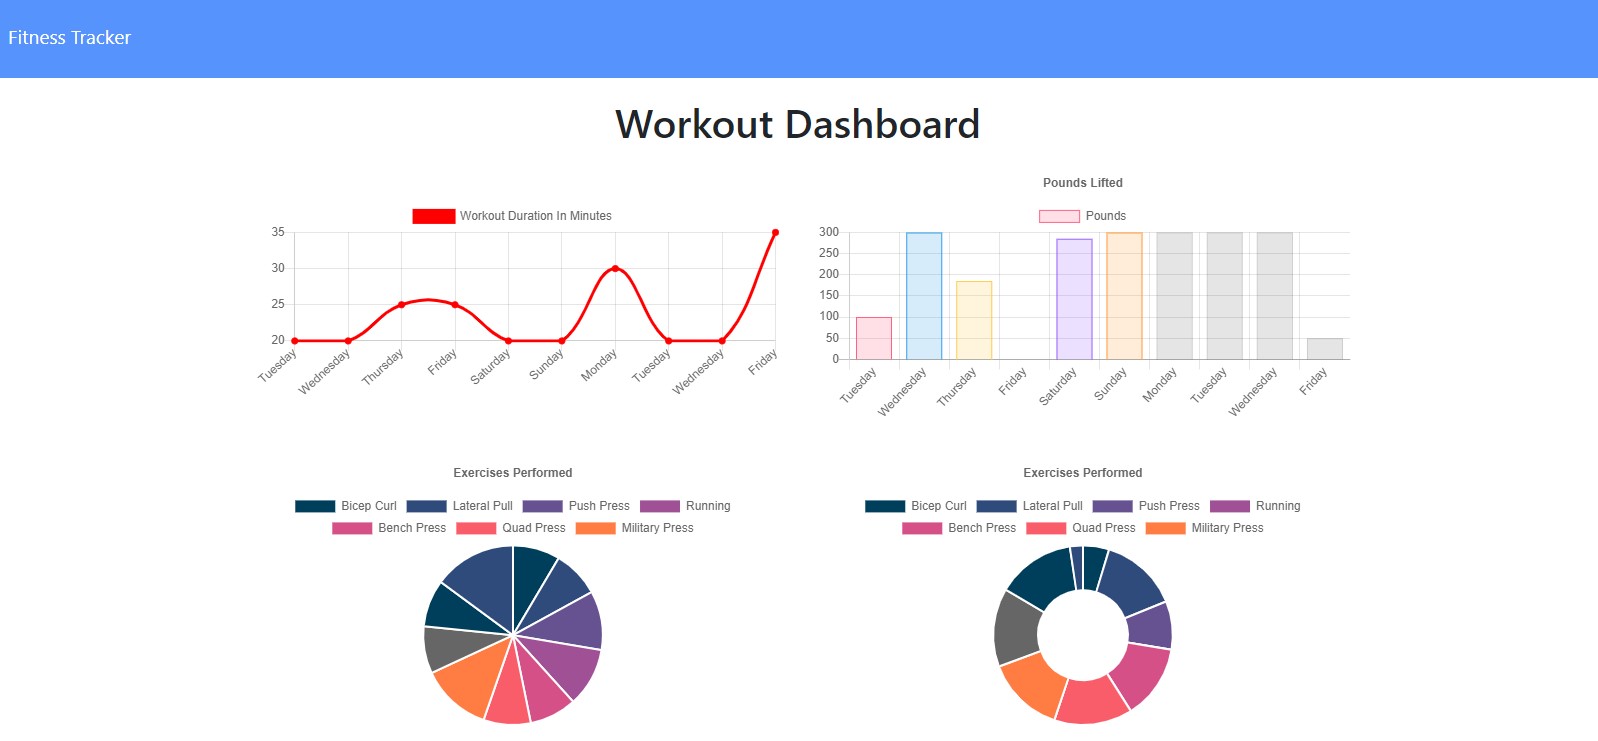 Fitness Tracker
Workout Dashboard
Workout Duration In Minutes
35
30
25
20
Tuesday Wednesday Thursday Friday Saturday Sunday Monday Tuesday Wednesday Friday
Pounds Lifted
Pounds
300
250
200
150
100
50
0
Tuesday Wednesday Thursday Friday Saturday Sunday Monday Tuesday Wednesday Friday
Exercises Performed
Bicep Curl Lateral Pull Push Press Running
Bench Press Quad Press Military Press
Exercises Performed
Bicep Curl Lateral Pull Push Press Running
Bench Press Quad Press Military Press